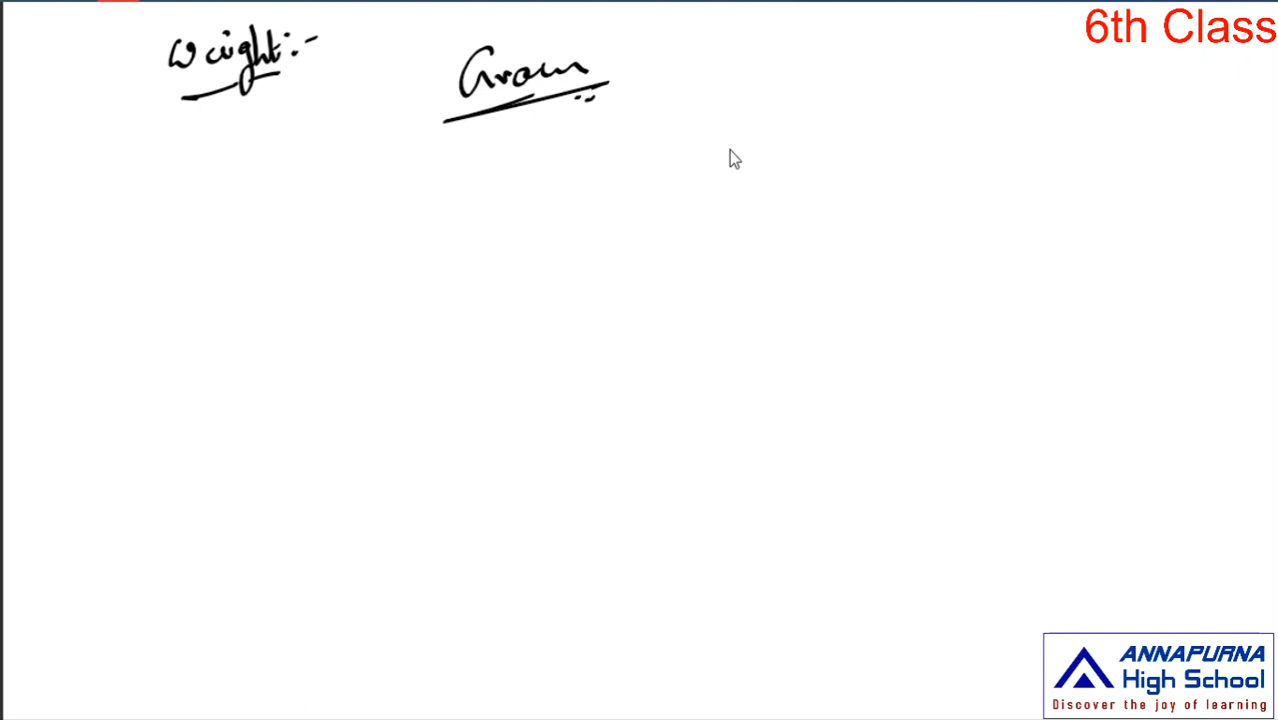 6th Class
Weight:-
Gram
ANNAPURNA
High School
Discover the joy of learning